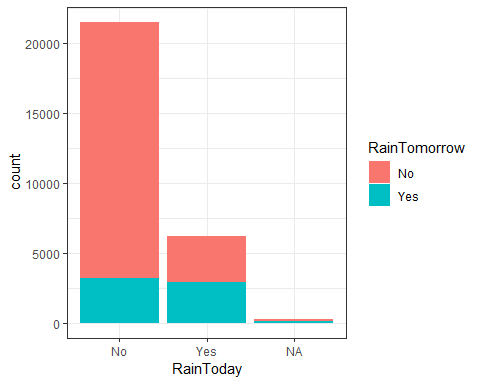 20000
15000
10000
5000
0
count
No Yes NA
RainToday
RainTomorrow
No
Yes